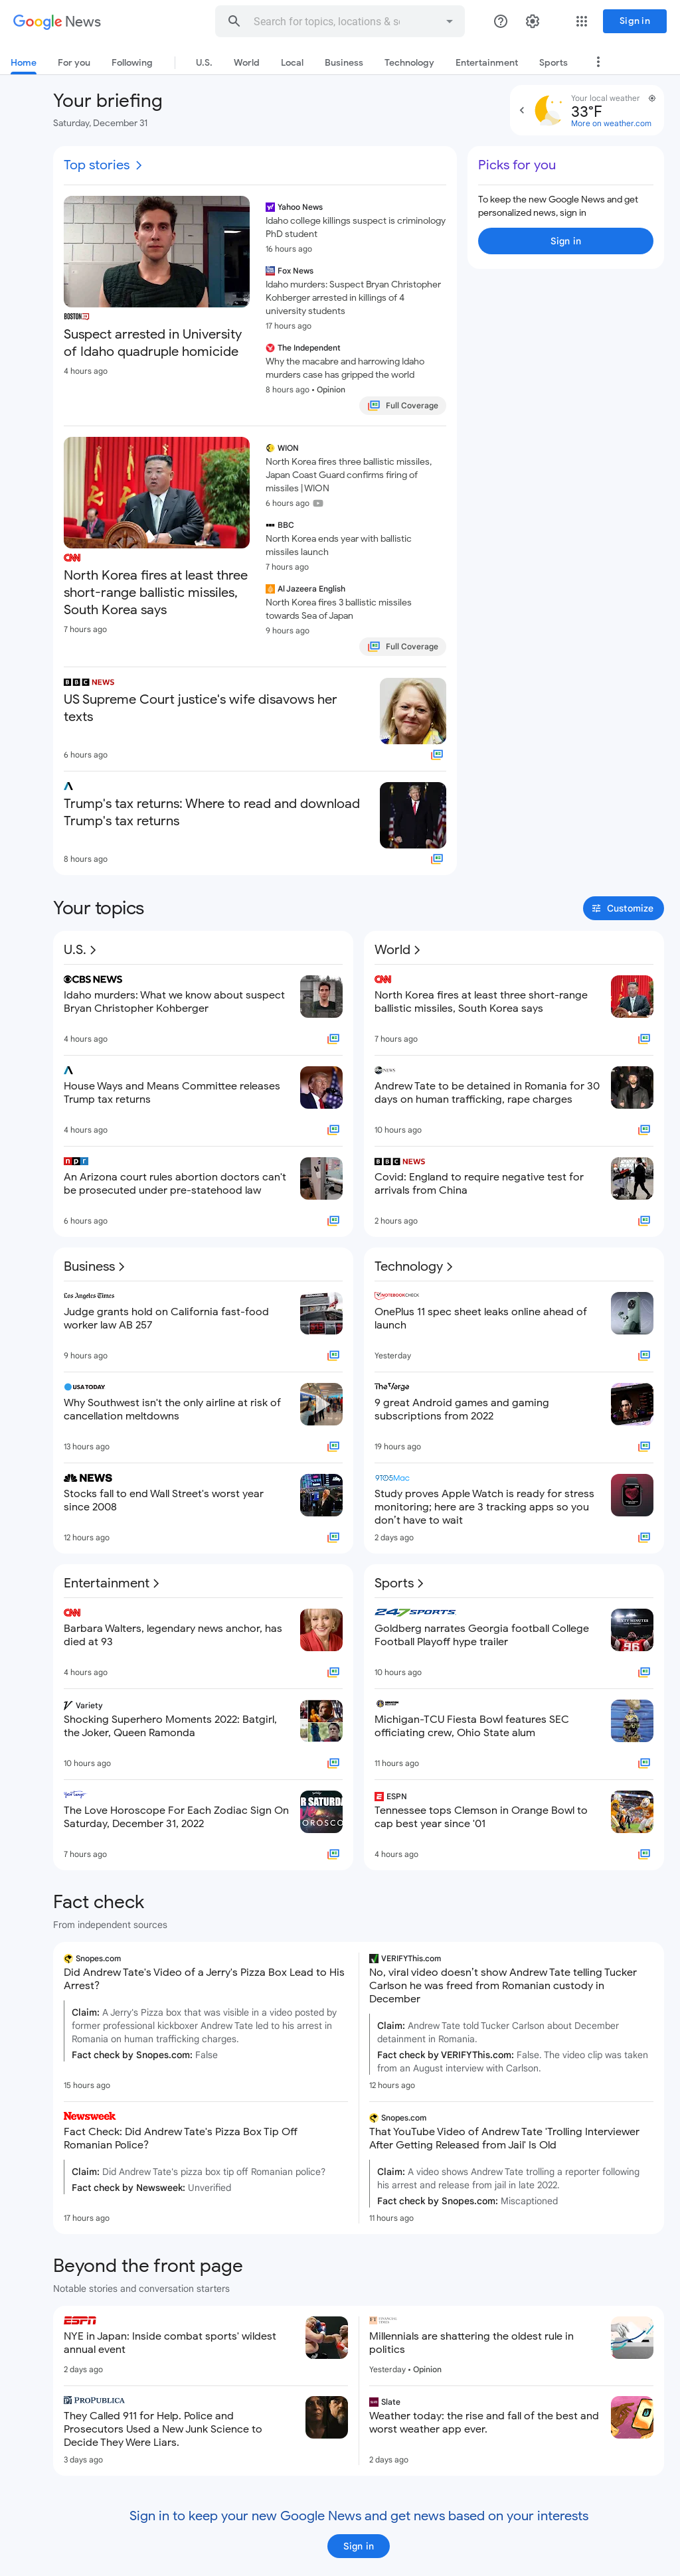 Google News
Search for topics, locations & sc
Sign in
Home
For you
Following
U.S.
World
Local
Business
Technology
Entertainment
Sports
Your briefing
Saturday, December 31
Your local weather
33°F
More on weather.com
Top stories
BOSTON 25
Suspect arrested in University
of Idaho quadruple homicide
4 hours ago
Yahoo News
Idaho college killings suspect is criminology
PhD student
16 hours ago
Fox News
Idaho murders: Suspect Bryan Christopher
Kohberger arrested in killings of 4
university students
17 hours ago
The Independent
Why the macabre and harrowing Idaho
murders case has gripped the world
8 hours ago • Opinion
Full Coverage
CNN
North Korea fires at least three
short-range ballistic missiles,
South Korea says
7 hours ago
WION
North Korea fires three ballistic missiles,
Japan Coast Guard confirms firing of
missiles | WION
6 hours ago
BBC
North Korea ends year with ballistic
missiles launch
7 hours ago
Al Jazeera English
North Korea fires 3 ballistic missiles
towards Sea of Japan
9 hours ago
Full Coverage
BBC NEWS
US Supreme Court justice's wife disavows her
texts
6 hours ago
Trump's tax returns: Where to read and download
Trump's tax returns
8 hours ago
Picks for you
To keep the new Google News and get
personalized news, sign in
Sign in
Your topics
Customize
U.S.
CBS NEWS
Idaho murders: What we know about suspect
Bryan Christopher Kohberger
4 hours ago
House Ways and Means Committee releases
Trump tax returns
4 hours ago
npr
An Arizona court rules abortion doctors can't
be prosecuted under pre-statehood law
6 hours ago
World
CNN
North Korea fires at least three short-range
ballistic missiles, South Korea says
7 hours ago
abc NEWS
Andrew Tate to be detained in Romania for 30
days on human trafficking, rape charges
10 hours ago
BBC NEWS
Covid: England to require negative test for
arrivals from China
2 hours ago
Business
Los Angeles Times
Judge grants hold on California fast-food
worker law AB 257
9 hours ago
USA TODAY
Why Southwest isn't the only airline at risk of
cancellation meltdowns
13 hours ago
NEWS
Stocks fall to end Wall Street's worst year
since 2008
12 hours ago
Technology
NOTEBOOKCHECK
OnePlus 11 spec sheet leaks online ahead of
launch
Yesterday
TheVerge
9 great Android games and gaming
subscriptions from 2022
19 hours ago
9TO5Mac
Study proves Apple Watch is ready for stress
monitoring; here are 3 tracking apps so you
don't have to wait
2 days ago
Entertainment
CNN
Barbara Walters, legendary news anchor, has
died at 93
4 hours ago
Variety
Shocking Superhero Moments 2022: Batgirl,
the Joker, Queen Ramonda
10 hours ago
YourTango
The Love Horoscope For Each Zodiac Sign On
Saturday, December 31, 2022
7 hours ago
R SATURDA
OROSCO
Sports
247SPORTS
Goldberg narrates Georgia football College
Football Playoff hype trailer
10 hours ago
96
Michigan-TCU Fiesta Bowl features SEC
officiating crew, Ohio State alum
11 hours ago
ESPN
Tennessee tops Clemson in Orange Bowl to
cap best year since '01
4 hours ago
Fact check
From independent sources
Snopes.com
Did Andrew Tate's Video of a Jerry's Pizza Box Lead to His
Arrest?
Claim: A Jerry's Pizza box that was visible in a video posted by
former professional kickboxer Andrew Tate led to his arrest in
Romania on human trafficking charges.
Fact check by Snopes.com: False
15 hours ago
VERIFYThis.com
No, viral video doesn't show Andrew Tate telling Tucker
Carlson he was freed from Romanian custody in
December
Claim: Andrew Tate told Tucker Carlson about December
detainment in Romania.
Fact check by VERIFYThis.com: False. The video clip was taken
from an August interview with Carlson.
12 hours ago
Newsweek
Fact Check: Did Andrew Tate's Pizza Box Tip Off
Romanian Police?
Claim: Did Andrew Tate's pizza box tip off Romanian police?
Fact check by Newsweek: Unverified
17 hours ago
Snopes.com
That YouTube Video of Andrew Tate 'Trolling Interviewer
After Getting Released from Jail' Is Old
Claim: A video shows Andrew Tate trolling a reporter following
his arrest and release from jail in late 2022.
Fact check by Snopes.com: Miscaptioned
11 hours ago
Beyond the front page
Notable stories and conversation starters
ESPN
NYE in Japan: Inside combat sports' wildest
annual event
2 days ago
FT FINANCIAL TIMES
Millennials are shattering the oldest rule in
politics
Yesterday • Opinion
PROPUBLICA
They Called 911 for Help. Police and
Prosecutors Used a New Junk Science to
Decide They Were Liars.
3 days ago
Slate
Weather today: the rise and fall of the best and
worst weather app ever.
2 days ago
Sign in to keep your new Google News and get news based on your interests
Sign in